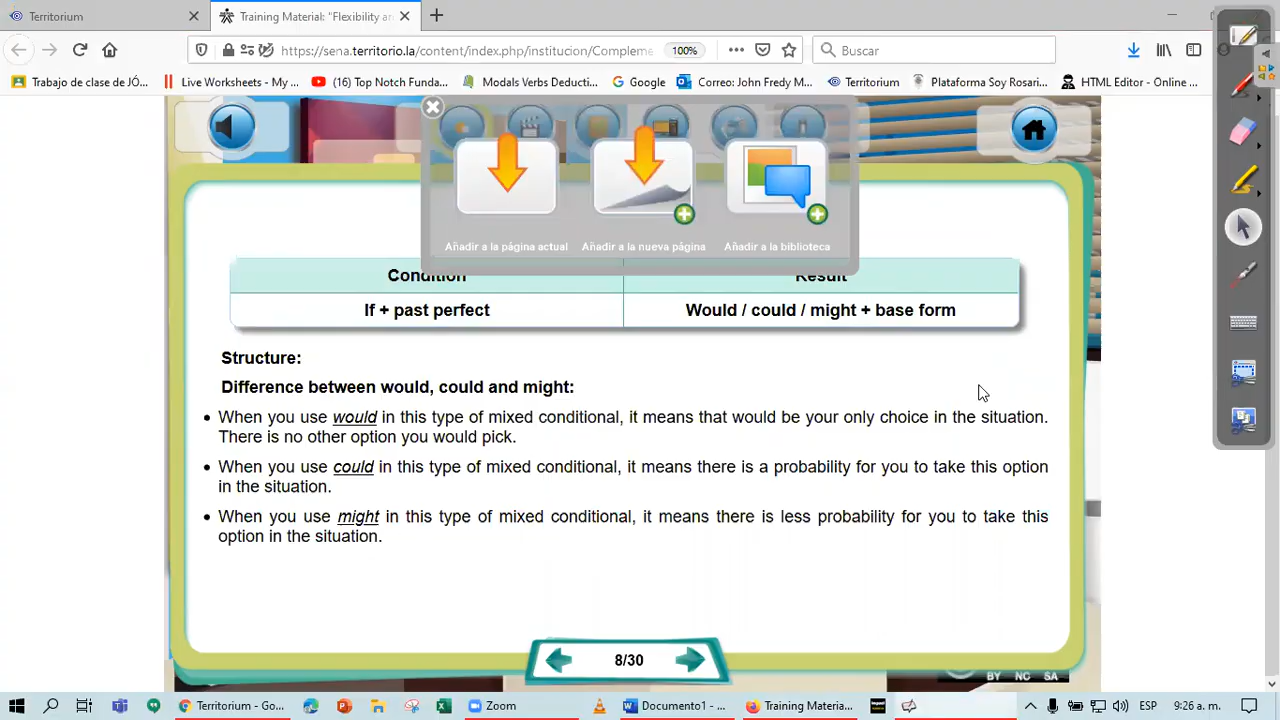 Territorium
Training Material: "Flexibility an
https://sena.territorio.la/content/index.php/institucion/Compleme
100%
Buscar
Trabajo de clase de JÓ...
Live Worksheets - My ...
(16) Top Notch Funda...
Modals Verbs Deducti...
Google
Correo: John Fredy M...
Territorium
Plataforma Soy Rosari...
HTML Editor - Online ...
Añadir a la página actual
Añadir a la nueva página
Añadir a la biblioteca
Condition
Result
If + past perfect
Would / could / might + base form
Structure:
Difference between would, could and might:
• When you use would in this type of mixed conditional, it means that would be your only choice in the situation.
There is no other option you would pick.
• When you use could in this type of mixed conditional, it means there is a probability for you to take this option
in the situation.
• When you use might in this type of mixed conditional, it means there is less probability for you to take this
option in the situation.
8/30
BY NC SA
Territorium - Go...
Zoom
Documento1 - ...
Training Materia...
ESP
9:26 a. m.